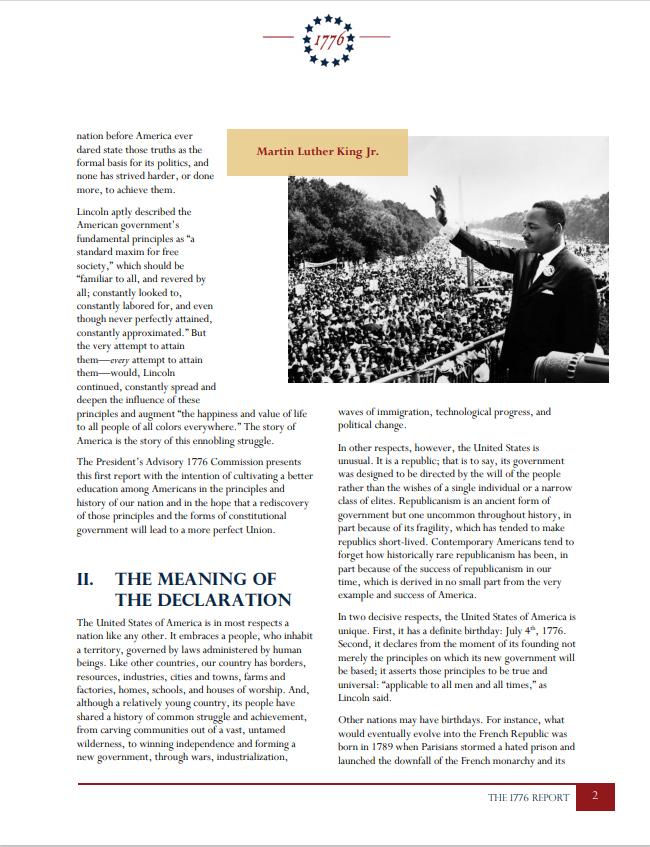 1776
nation before America ever
dared state those truths as the
formal basis for its politics, and
none has strived harder, or done
more, to achieve them.
Lincoln aptly described the
American government's
fundamental principles as “a
standard maxim for free
society,” which should be
“familiar to all, and revered by
all; constantly looked to,
constantly labored for, and even
though never perfectly attained,
constantly approximated.” But
the very attempt to attain
them—every attempt to attain
them—would, Lincoln
continued, constantly spread and
deepen the influence of these
principles and augment “the happiness and value of life
to all people of all colors everywhere.” The story of
America is the story of this ennobling struggle.
The President's Advisory 1776 Commission presents
this first report with the intention of cultivating a better
education among Americans in the principles and
history of our nation and in the hope that a rediscovery
of those principles and the forms of constitutional
government will lead to a more perfect Union.
II. THE MEANING OF
THE DECLARATION
The United States of America is in most respects a
nation like any other. It embraces a people, who inhabit
a territory, governed by laws administered by human
beings. Like other countries, our country has borders,
resources, industries, cities and towns, farms and
factories, homes, schools, and houses of worship. And,
although a relatively young country, its people have
shared a history of common struggle and achievement,
from carving communities out of a vast, untamed
wilderness, to winning independence and forming a
new government, through wars, industrialization,
Martin Luther King Jr.
waves of immigration, technological progress, and
political change.
In other respects, however, the United States is
unusual. It is a republic; that is to say, its government
was designed to be directed by the will of the people
rather than the wishes of a single individual or a narrow
class of elites. Republicanism is an ancient form of
government but one uncommon throughout history, in
part because of its fragility, which has tended to make
republics short-lived. Contemporary Americans tend to
forget how historically rare republicanism has been, in
part because of the success of republicanism in our
time, which is derived in no small part from the very
example and success of America.
In two decisive respects, the United States of America is
unique. First, it has a definite birthday: July 4th, 1776.
Second, it declares from the moment of its founding not
merely the principles on which its new government will
be based; it asserts those principles to be true and
universal: “applicable to all men and all times,” as
Lincoln said.
Other nations may have birthdays. For instance, what
would eventually evolve into the French Republic was
born in 1789 when Parisians stormed a hated prison and
launched the downfall of the French monarchy and its
THE 1776 REPORT 2